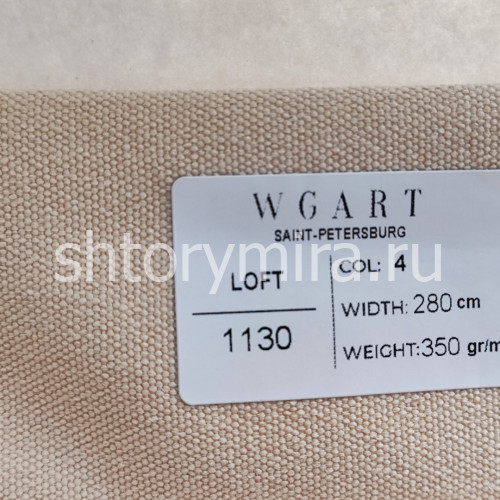 WGART
SAINT-PETERSBURG
shtorymira.ru
LOFT
1130
COL: 4
WIDTH: 280 cm
WEIGHT: 350 gr/m